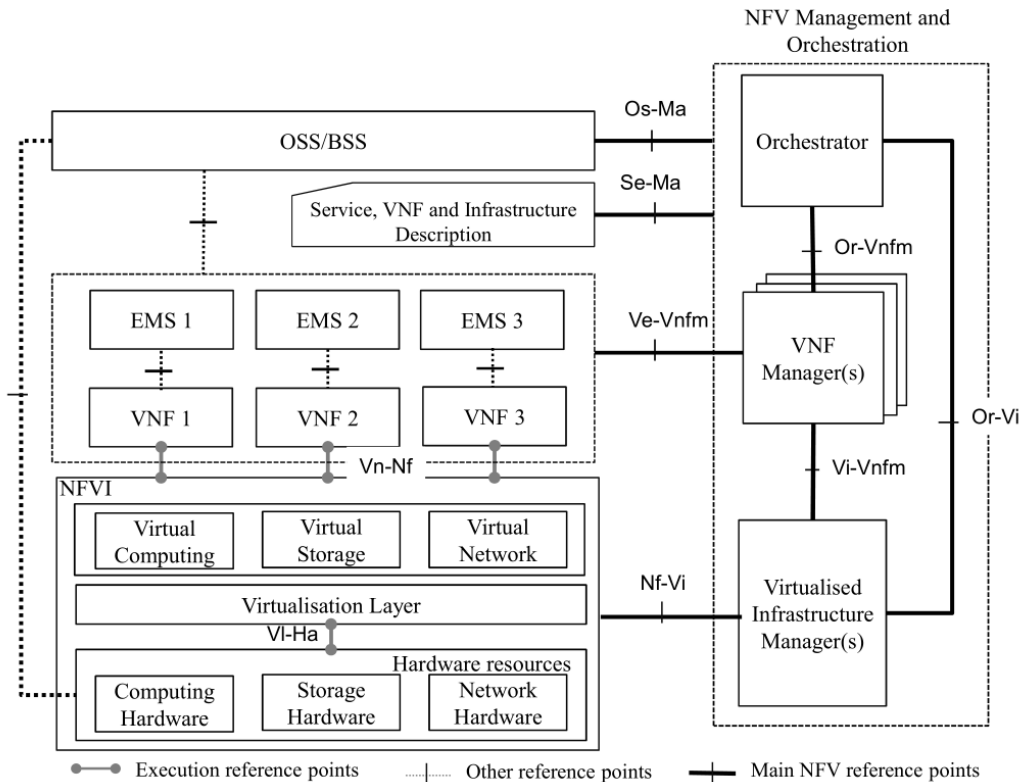 NFV Management and
Orchestration
Os-Ma
OSS/BSS
Orchestrator
Se-Ma
Service, VNF and Infrastructure
Description
Or-Vnfm
EMS 1
EMS 2
EMS 3
Ve-Vnfm
VNF
Manager(s)
VNF 1
VNF 2
VNF 3
Or-Vi
Vn-Nf
Vi-Vnfm
NFVI
Virtual
Computing
Virtual
Storage
Virtual
Network
Nf-Vi
Virtualisation Layer
Virtualised
Infrastructure
Manager(s)
Vl-Ha
Hardware resources
Computing
Hardware
Storage
Hardware
Network
Hardware
Execution reference points
Other reference points
Main NFV reference points